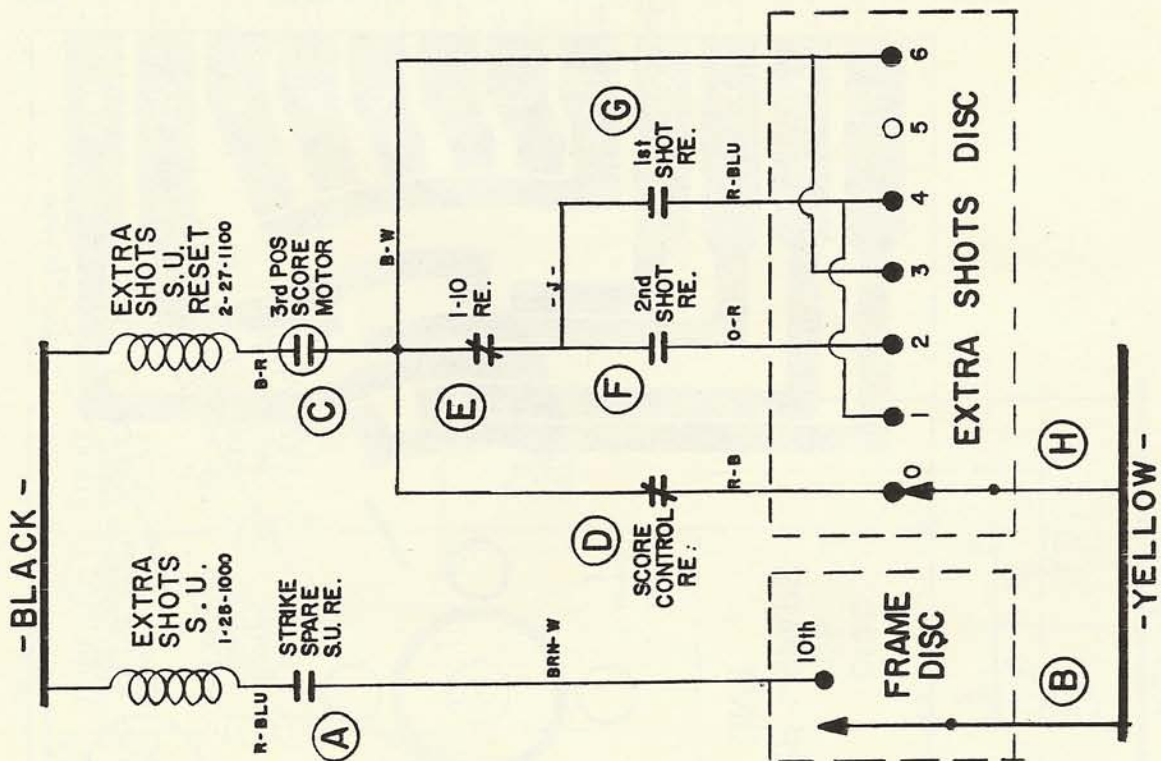 -BLACK-
EXTRA
SHOTS
S.U.
1-28-1000
R-BLU
STRIKE
SPARE
S.U. RE.
A
BRN-W
10th
FRAME
DISC
B
EXTRA
SHOTS
S.U.
RESET
2-27-1100
B-R
3rd POS
SCORE
MOTOR
C
B-W
1-10
RE.
E
-J-
1st
SHOT
RE.
G
R-BLU
2nd
SHOT
RE.
F
O-R
D
SCORE
CONTROL
RE.
R-B
0
1
2
3
4
5
6
EXTRA SHOTS DISC
H
-YELLOW-